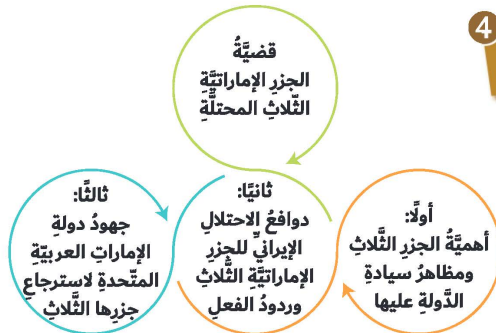 4
قضيَّةُ
الجزرِ الإماراتيَّةِ
الثّلاثِ المحتلَّةِ
أولًا:
أهميَّةُ الجزرِ الثَّلاثِ
ومظاهرُ سيادةِ
الدَّولةِ عليها
ثانيًا:
دوافعُ الاحتلالِ
الإيرانيِّ للجزرِ
الإماراتيَّةِ الثَّلاثِ
وردودُ الفعلِ
ثالثًا:
جهودُ دولةِ
الإماراتِ العربيّةِ
المتّحدةِ لاسترجاعِ
جزرِها الثَّلاثِ